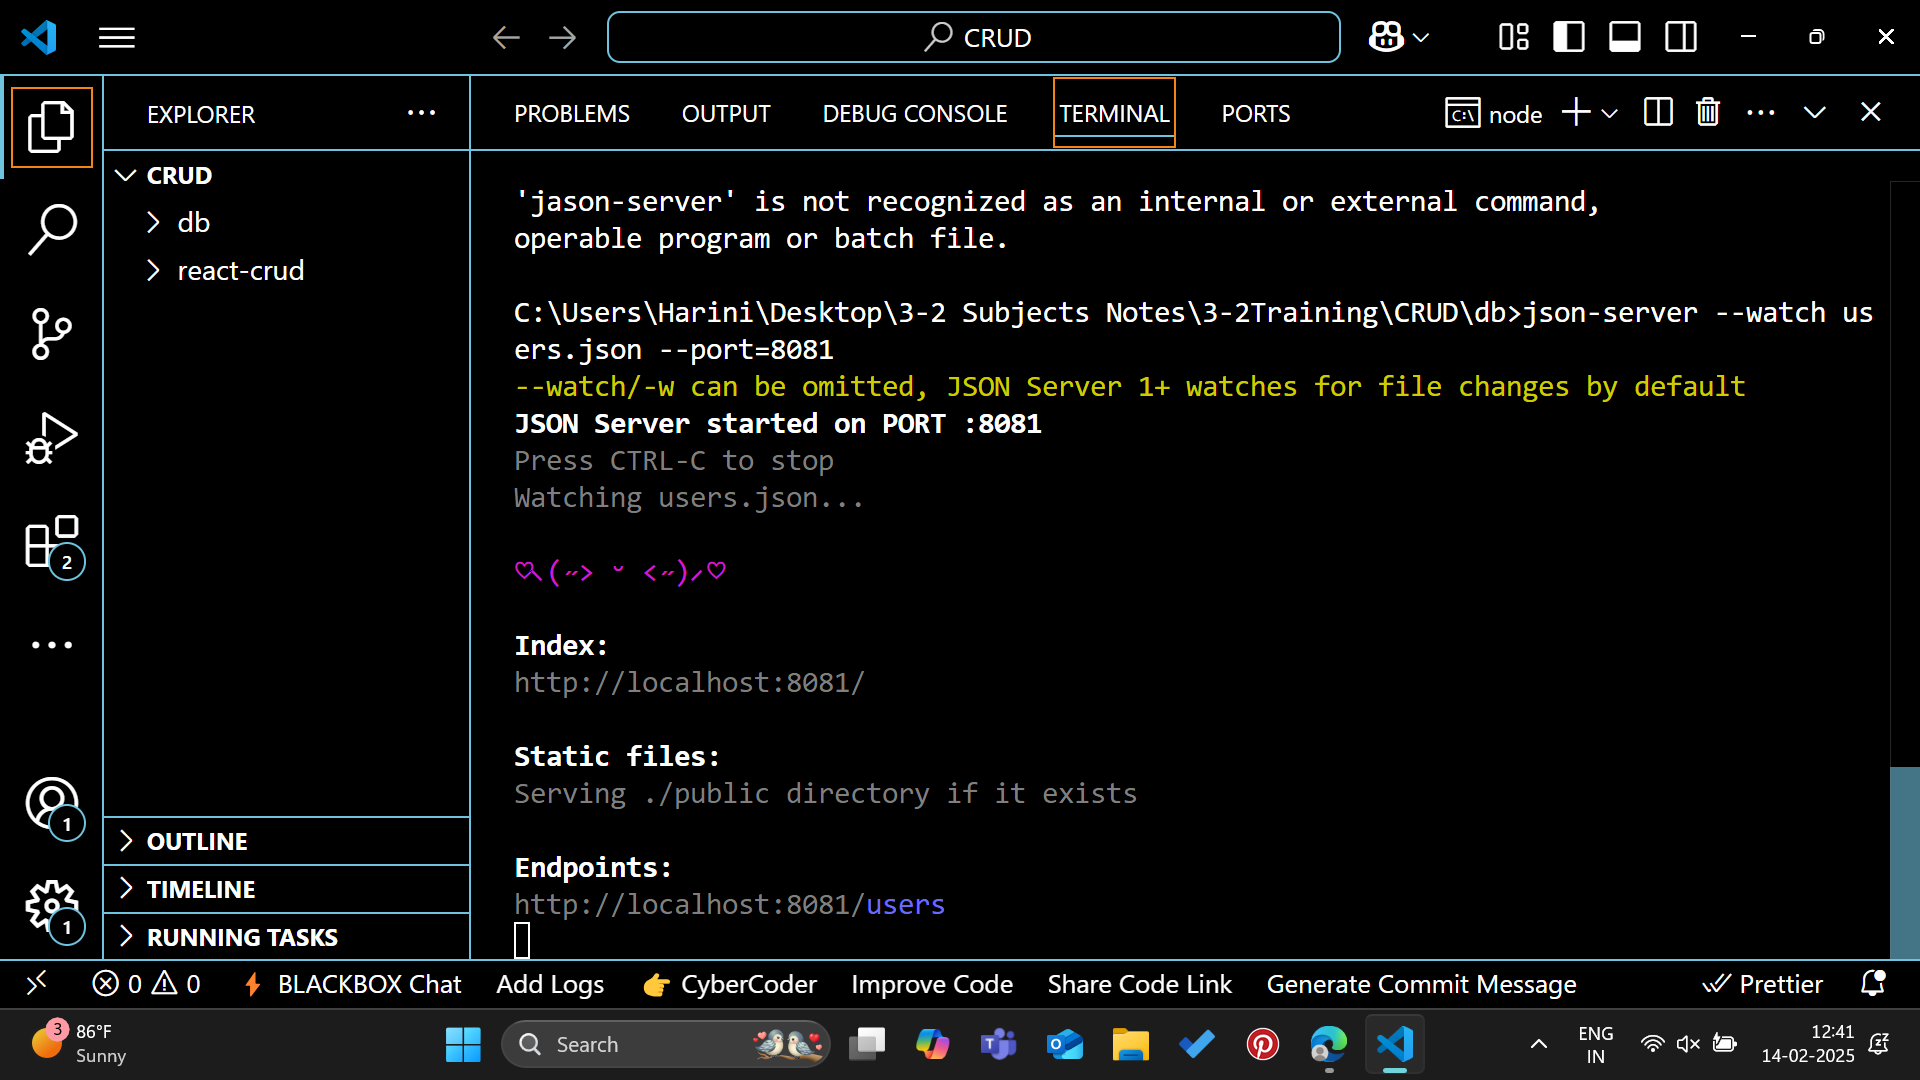 CRUD
EXPLORER
PROBLEMS OUTPUT DEBUG CONSOLE TERMINAL PORTS
node
CRUD
db
react-crud
'jason-server' is not recognized as an internal or external command,
operable program or batch file.
C:\Users\Harini\Desktop\3-2 Subjects Notes\3-2Training\CRUD\db>json-server --watch us
ers.json --port=8081
--watch/-w can be omitted, JSON Server 1+ watches for file changes by default
JSON Server started on PORT :8081
Press CTRL-C to stop
Watching users.json...
♡⸜(˶˃ ᵕ ˂˶)⸝♡
Index:
http://localhost:8081/
Static files:
Serving ./public directory if it exists
Endpoints:
http://localhost:8081/users
2
1
1
OUTLINE
TIMELINE
RUNNING TASKS
0 0 BLACKBOX Chat Add Logs 👉 CyberCoder Improve Code Share Code Link Generate Commit Message Prettier
3
86°F
Sunny
Search
ENG
IN
12:41
14-02-2025